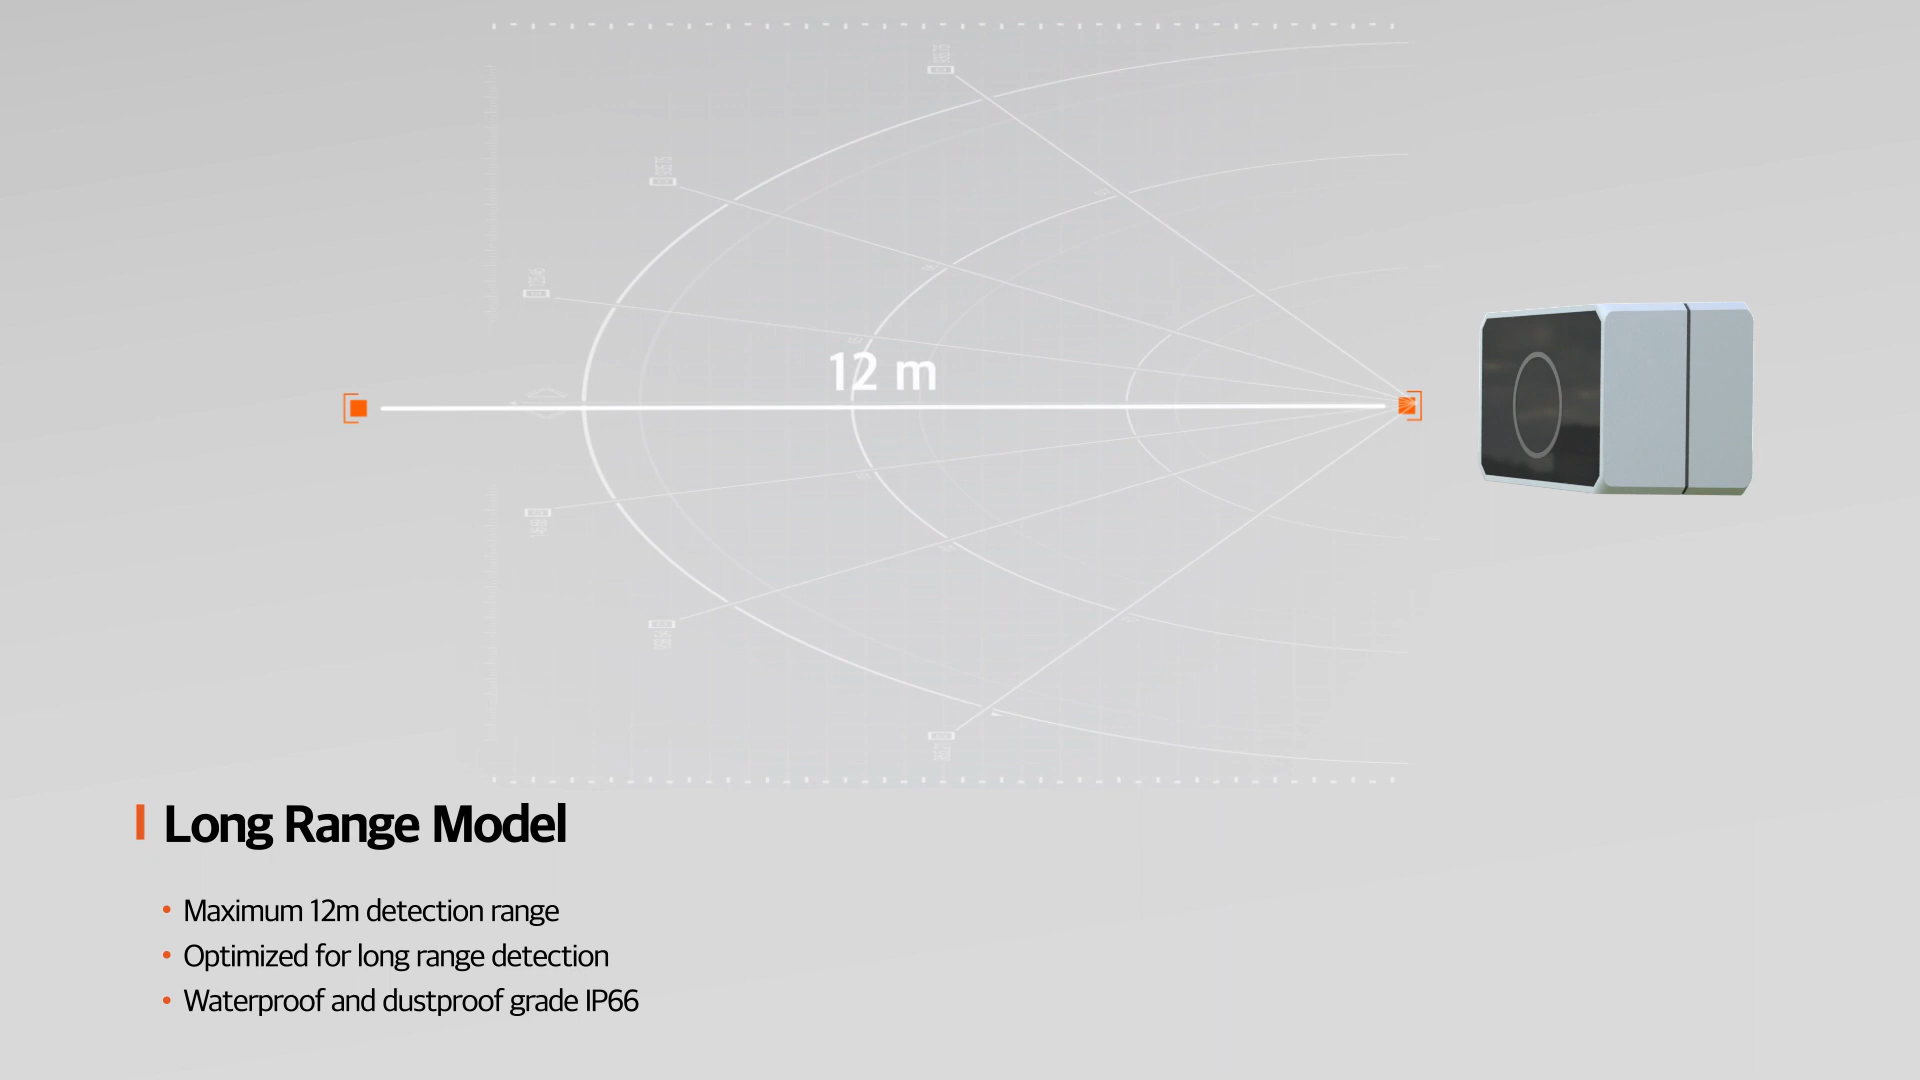 12 m
Long Range Model
• Maximum 12m detection range
• Optimized for long range detection
• Waterproof and dustproof grade IP66